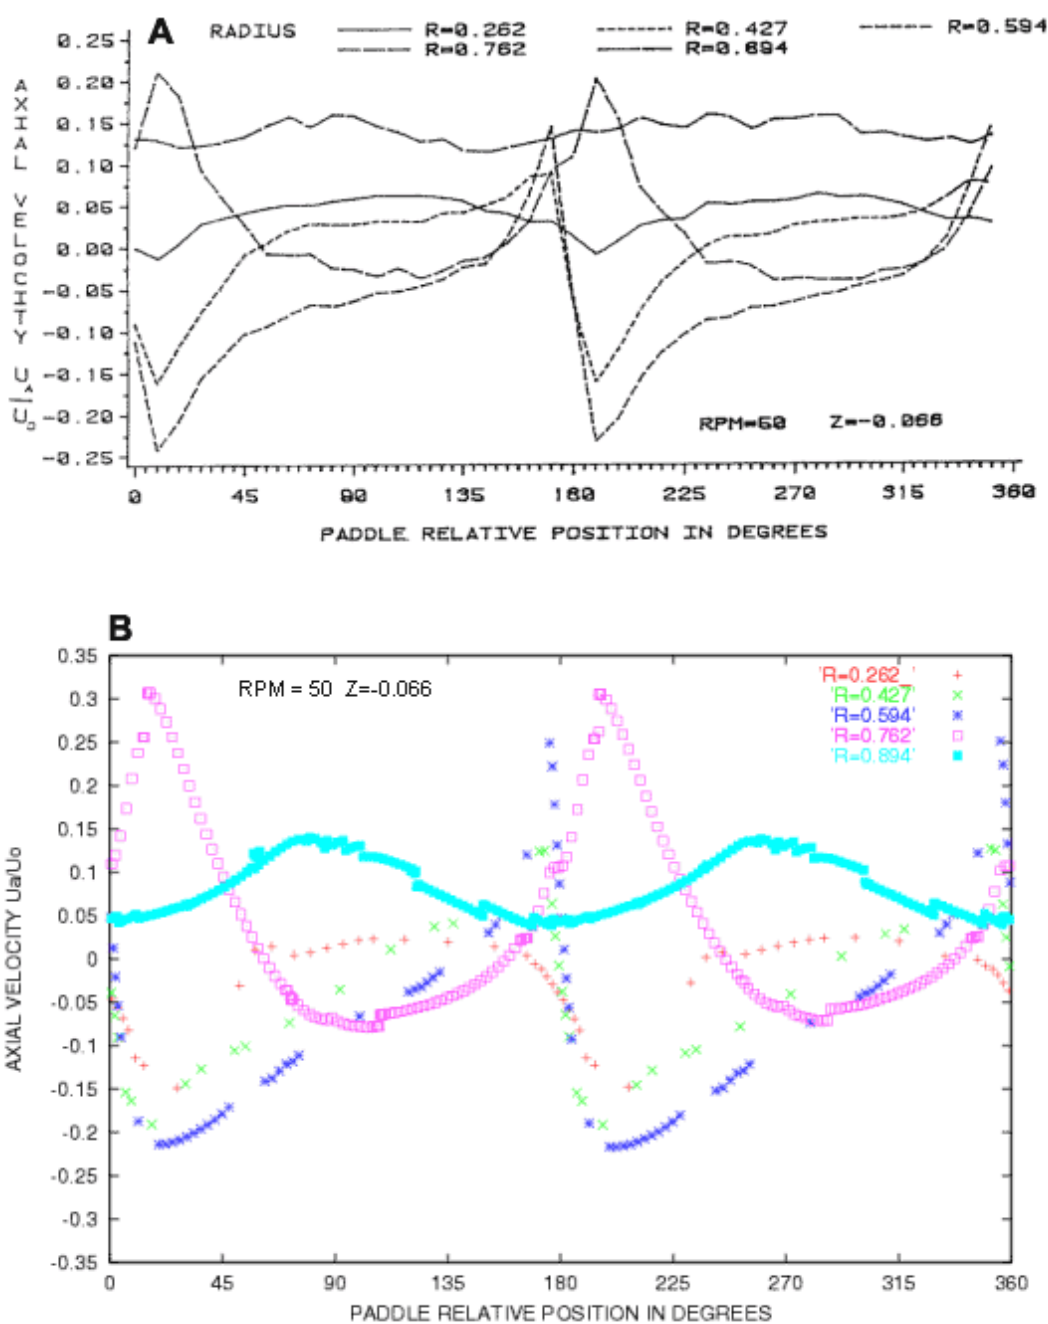 A
RADIUS
R=0.262
R=0.427
R=0.594
R=0.762
R=0.694
AXIAL VELOCITY UA/UO
0.25
0.20
0.15
0.10
0.05
0.00
-0.05
-0.10
-0.15
-0.20
-0.25
RPM=50 Z=-0.066
0 45 90 135 180 225 270 315 360
PADDLE RELATIVE POSITION IN DEGREES
B
RPM = 50 Z=-0.066
'R=0.262_'
'R=0.427'
'R=0.594'
'R=0.762'
'R=0.894'
AXIAL VELOCITY Ua/Uo
0.35
0.3
0.25
0.2
0.15
0.1
0.05
0
-0.05
-0.1
-0.15
-0.2
-0.25
-0.3
-0.35
0 45 90 135 180 225 270 315 360
PADDLE RELATIVE POSITION IN DEGREES